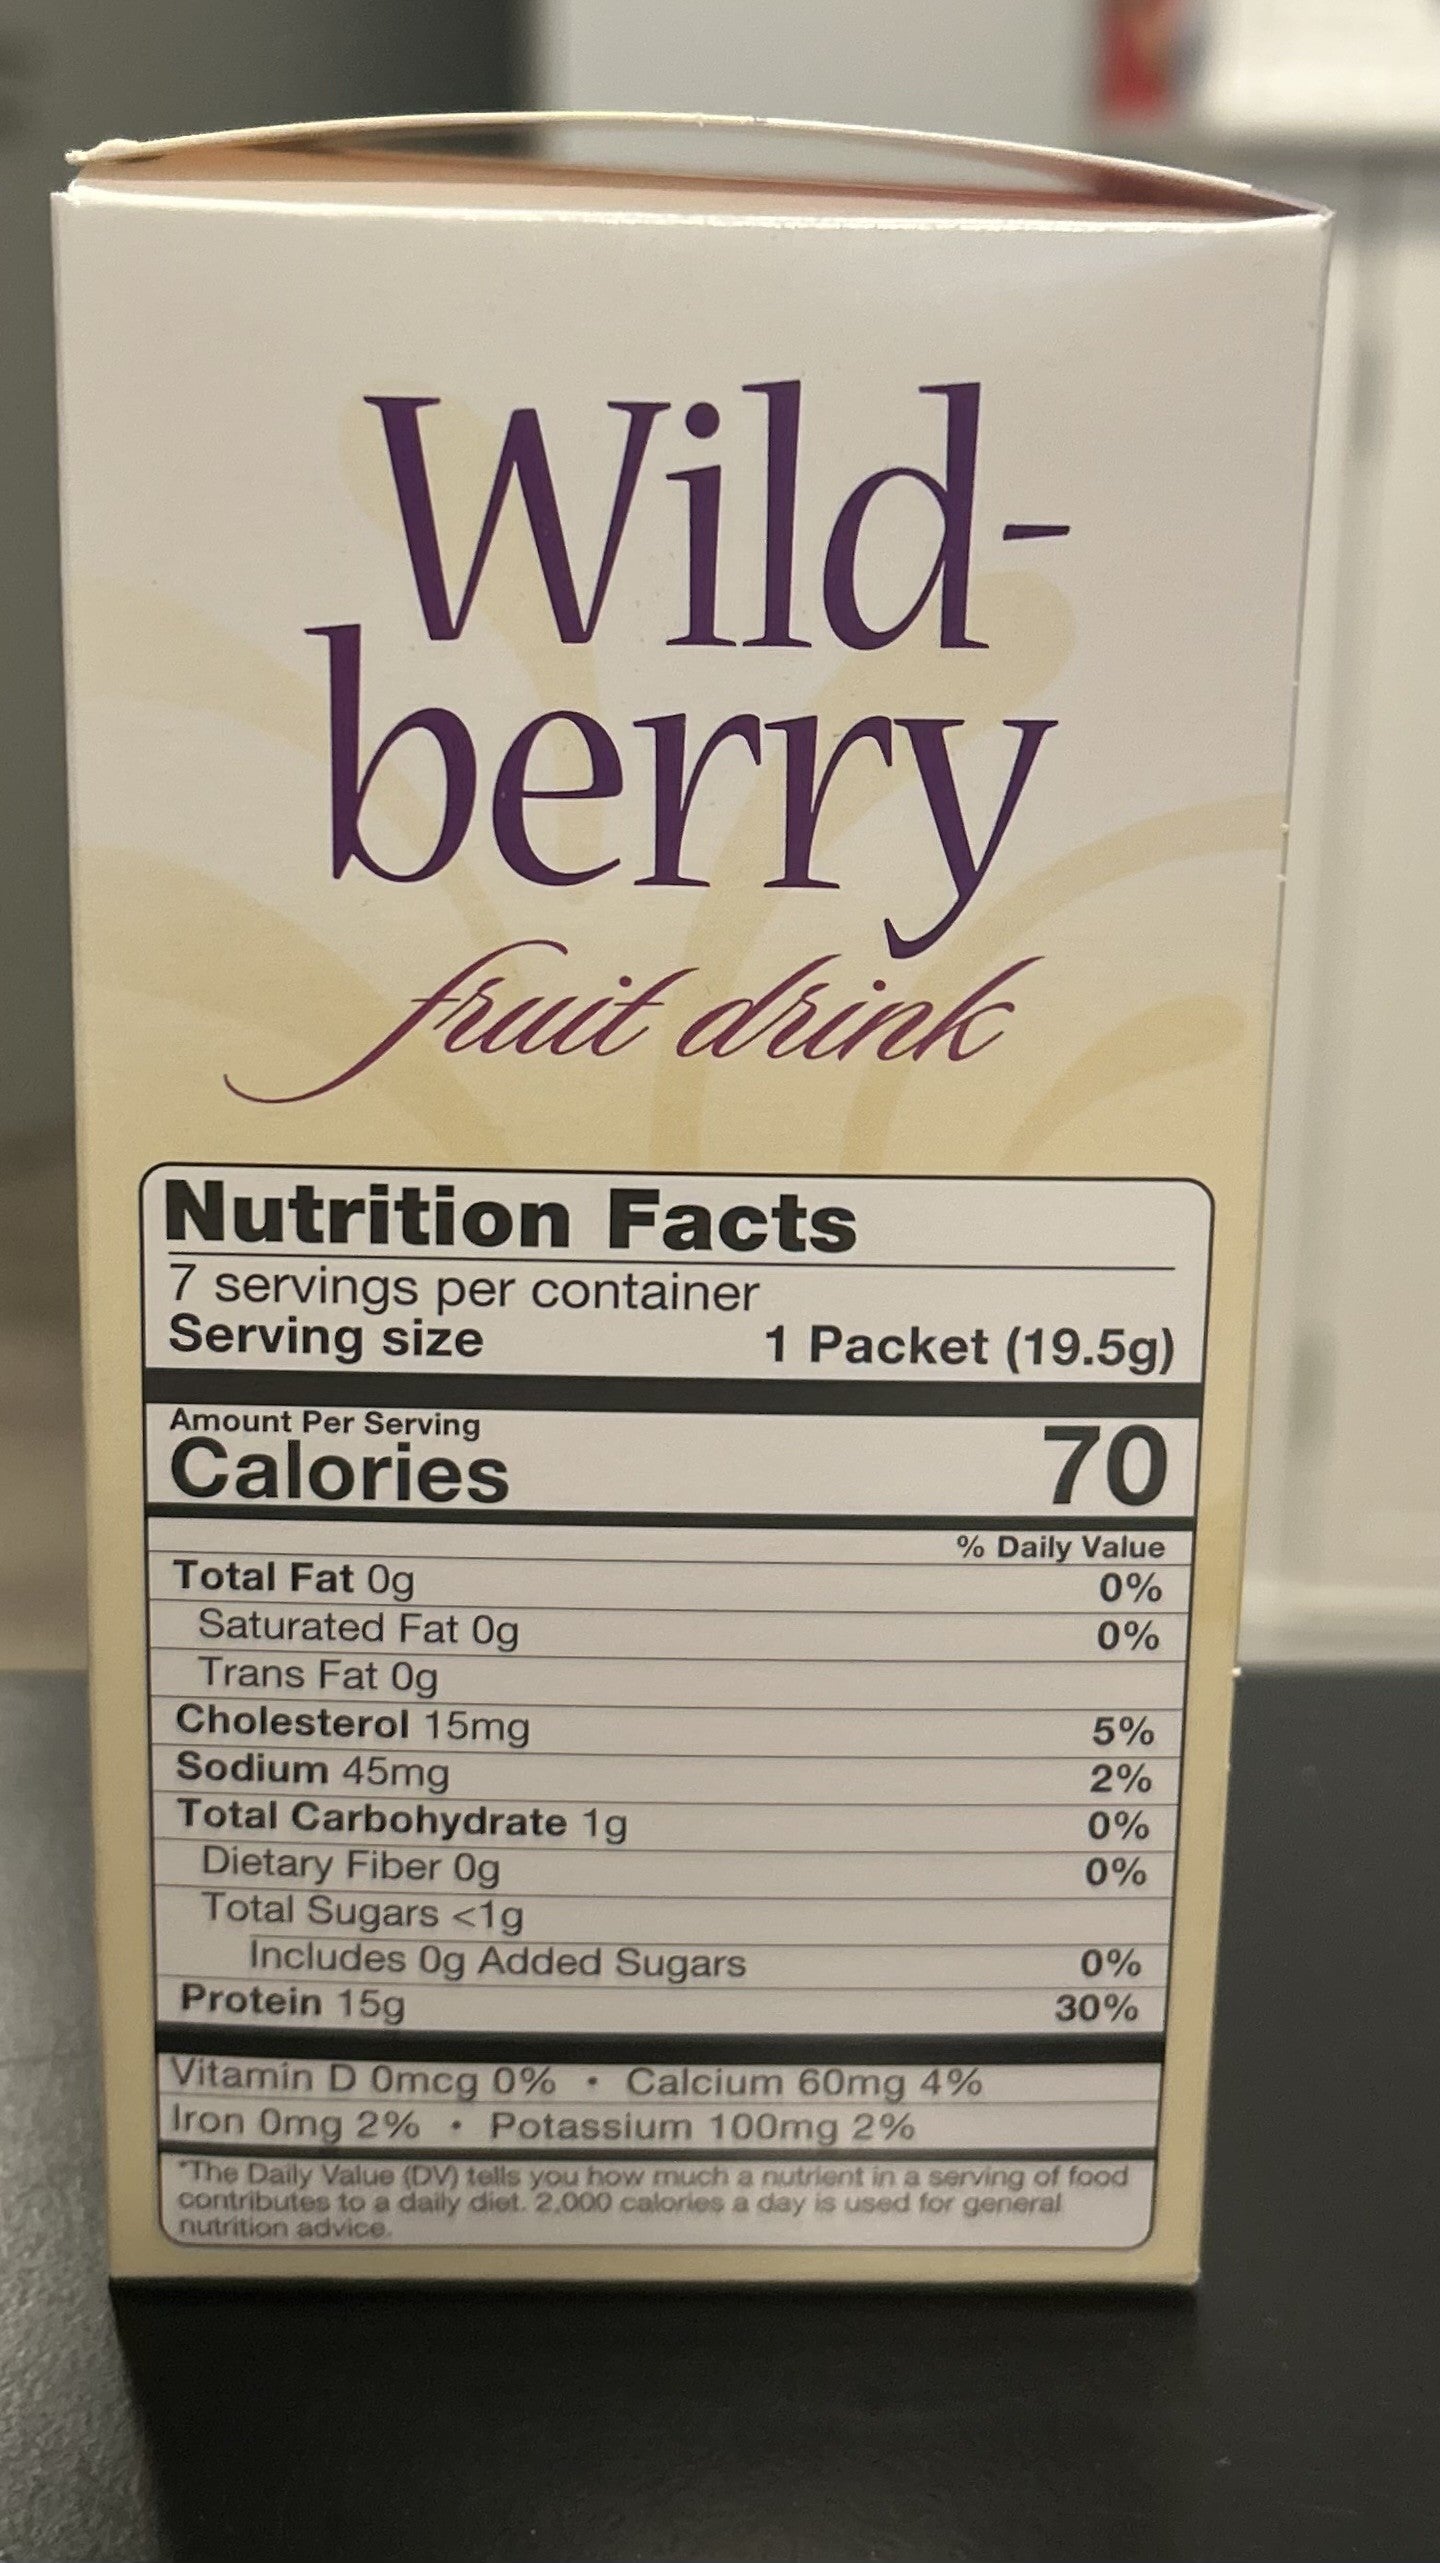 Wild-
berry
fruit drink
Nutrition Facts
7 servings per container
Serving size 1 Packet (19.5g)
Amount Per Serving
Calories 70
% Daily Value
Total Fat 0g 0%
Saturated Fat 0g 0%
Trans Fat 0g
Cholesterol 15mg 5%
Sodium 45mg 2%
Total Carbohydrate 1g 0%
Dietary Fiber 0g 0%
Total Sugars <1g
Includes 0g Added Sugars 0%
Protein 15g 30%
Vitamin D 0mcg 0% • Calcium 60mg 4%
Iron 0mg 2% • Potassium 100mg 2%
*The Daily Value (DV) tells you how much a nutrient in a serving of food
contributes to a daily diet. 2,000 calories a day is used for general
nutrition advice.